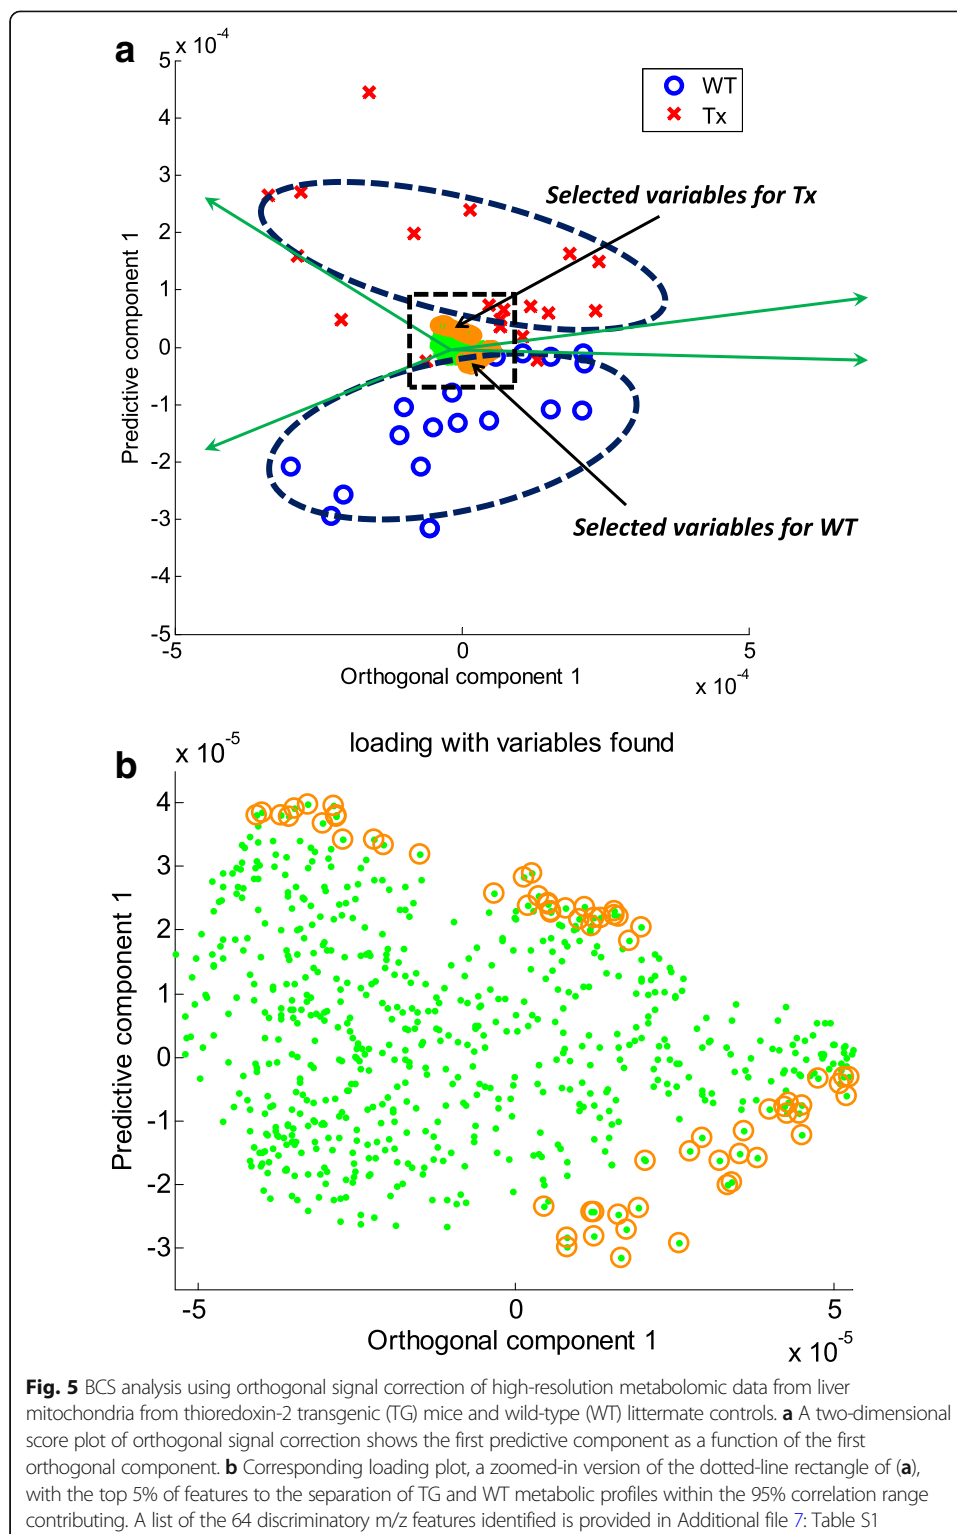 a
x 10-4
5
4
3
2
1
0
-1
-2
-3
-4
-5
Predictive component 1
WT
Tx
Selected variables for Tx
Selected variables for WT
-5
0
5
Orthogonal component 1
x 10-4
b
x 10-5
loading with variables found
4
3
2
1
0
-1
-2
-3
Predictive component 1
-5
0
5
Orthogonal component 1
x 10-5
Fig. 5 BCS analysis using orthogonal signal correction of high-resolution metabolomic data from liver
mitochondria from thioredoxin-2 transgenic (TG) mice and wild-type (WT) littermate controls. a A two-dimensional
score plot of orthogonal signal correction shows the first predictive component as a function of the first
orthogonal component. b Corresponding loading plot, a zoomed-in version of the dotted-line rectangle of (a),
with the top 5% of features to the separation of TG and WT metabolic profiles within the 95% correlation range
contributing. A list of the 64 discriminatory m/z features identified is provided in Additional file 7: Table S1